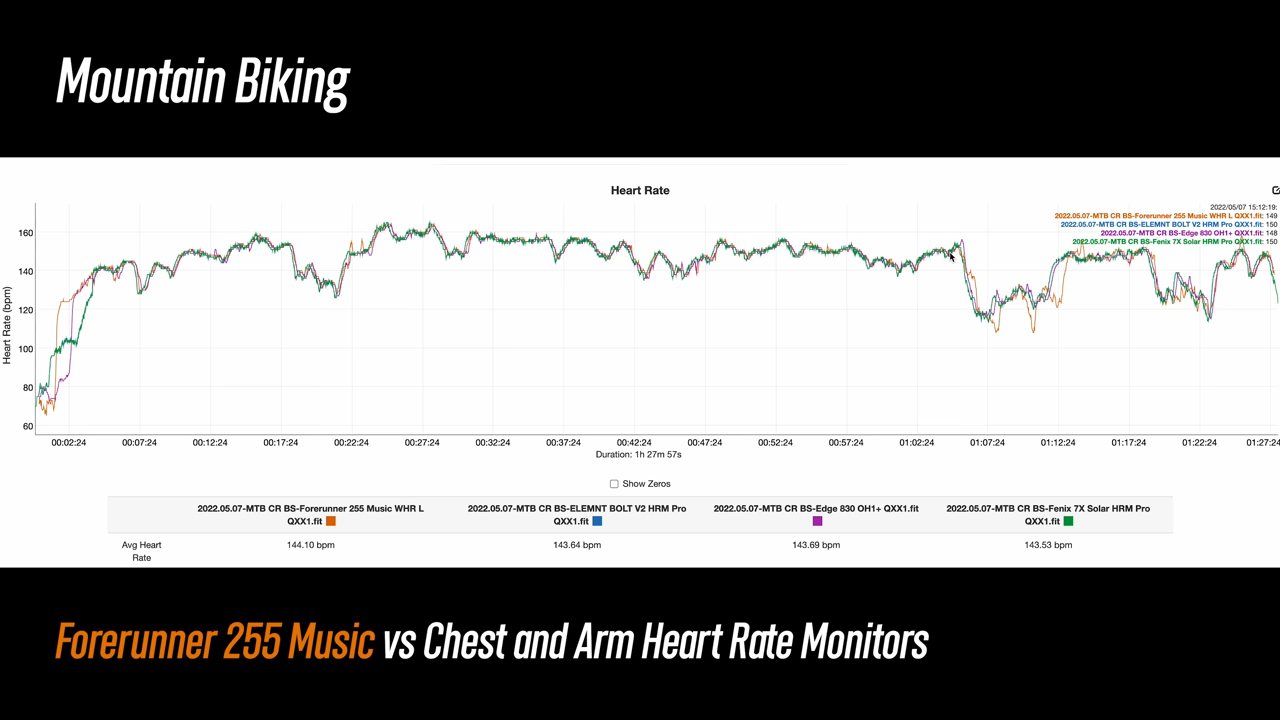 Mountain Biking
Heart Rate
2022/05/07 15:12:19:
2022.05.07-MTB CR BS-Forerunner 255 Music WHR L QXX1.fit: 149
2022.05.07-MTB CR BS-ELEMNT BOLT V2 HRM Pro QXX1.fit: 150
2022.05.07-MTB CR BS-Edge 830 OH1+ QXX1.fit: 148
2022.05.07-MTB CR BS-Fenix 7X Solar HRM Pro QXX1.fit: 150
Heart Rate (bpm)
160
140
120
100
80
60
00:02:24 00:07:24 00:12:24 00:17:24 00:22:24 00:27:24 00:32:24 00:37:24 00:42:24 00:47:24 00:52:24 00:57:24 01:02:24 01:07:24 01:12:24 01:17:24 01:22:24 01:27:24
Duration: 1h 27m 57s
Show Zeros
2022.05.07-MTB CR BS-Forerunner 255 Music WHR L
QXX1.fit
2022.05.07-MTB CR BS-ELEMNT BOLT V2 HRM Pro
QXX1.fit
2022.05.07-MTB CR BS-Edge 830 OH1+ QXX1.fit
2022.05.07-MTB CR BS-Fenix 7X Solar HRM Pro
QXX1.fit
Avg Heart
Rate
144.10 bpm
143.64 bpm
143.69 bpm
143.53 bpm
Forerunner 255 Music vs Chest and Arm Heart Rate Monitors